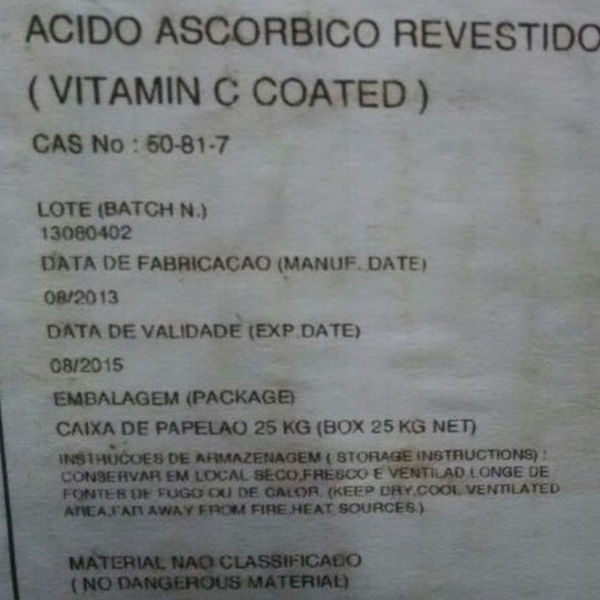 ACIDO ASCORBICO REVESTIDO
( VITAMIN C COATED )
CAS No : 50-81-7
LOTE (BATCH N.)
13080402
DATA DE FABRICACAO (MANUF. DATE)
08/2013
DATA DE VALIDADE (EXP.DATE)
08/2015
EMBALAGEM (PACKAGE)
CAIXA DE PAPELAO 25 KG (BOX 25 KG NET)
INSTRUCOES DE ARMAZENAGEM ( STORAGE INSTRUCTIONS) :
CONSERVAR EM LOCAL SECO,FRESCO E VENTILAD.LONGE DE
FONTES DE FOGO OU DE CALOR. (KEEP DRY,COOL VENTILATED
AREA,FAR AWAY FROM FIRE,HEAT SOURCES.)
MATERIAL NAO CLASSIFICADO
( NO DANGEROUS MATERIAL)